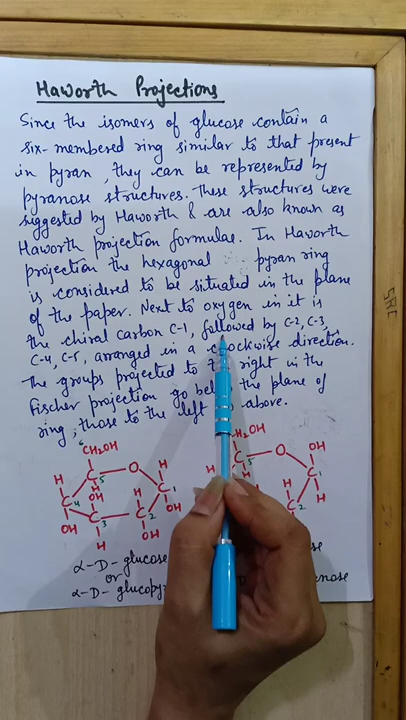 Haworth Projections
Since the isomers of glucose contain a
six-membered ring similar to that present
in pyran, they can be represented by
pyranose structures. These structures were
suggested by Haworth & are also known as
Haworth projection formulae. In Haworth
projection the hexagonal pyran ring
is considered to be situated in the plane
of the paper. Next to oxygen in it is
the chiral carbon C-1, followed by C-2, C-3,
C-4, C-5, arranged in a clockwise direction.
The groups projected to right in the
Fischer projection go the plane of
ring, those to the left above.
6
CH2OH CH2OH OH
H C 5 O H H C 5 O
H C 1
C 4 OH H C 1 H
OH C 3 C 2 OH C 2
H OH H
α-D-glucose
or
α-D-glucopy nose